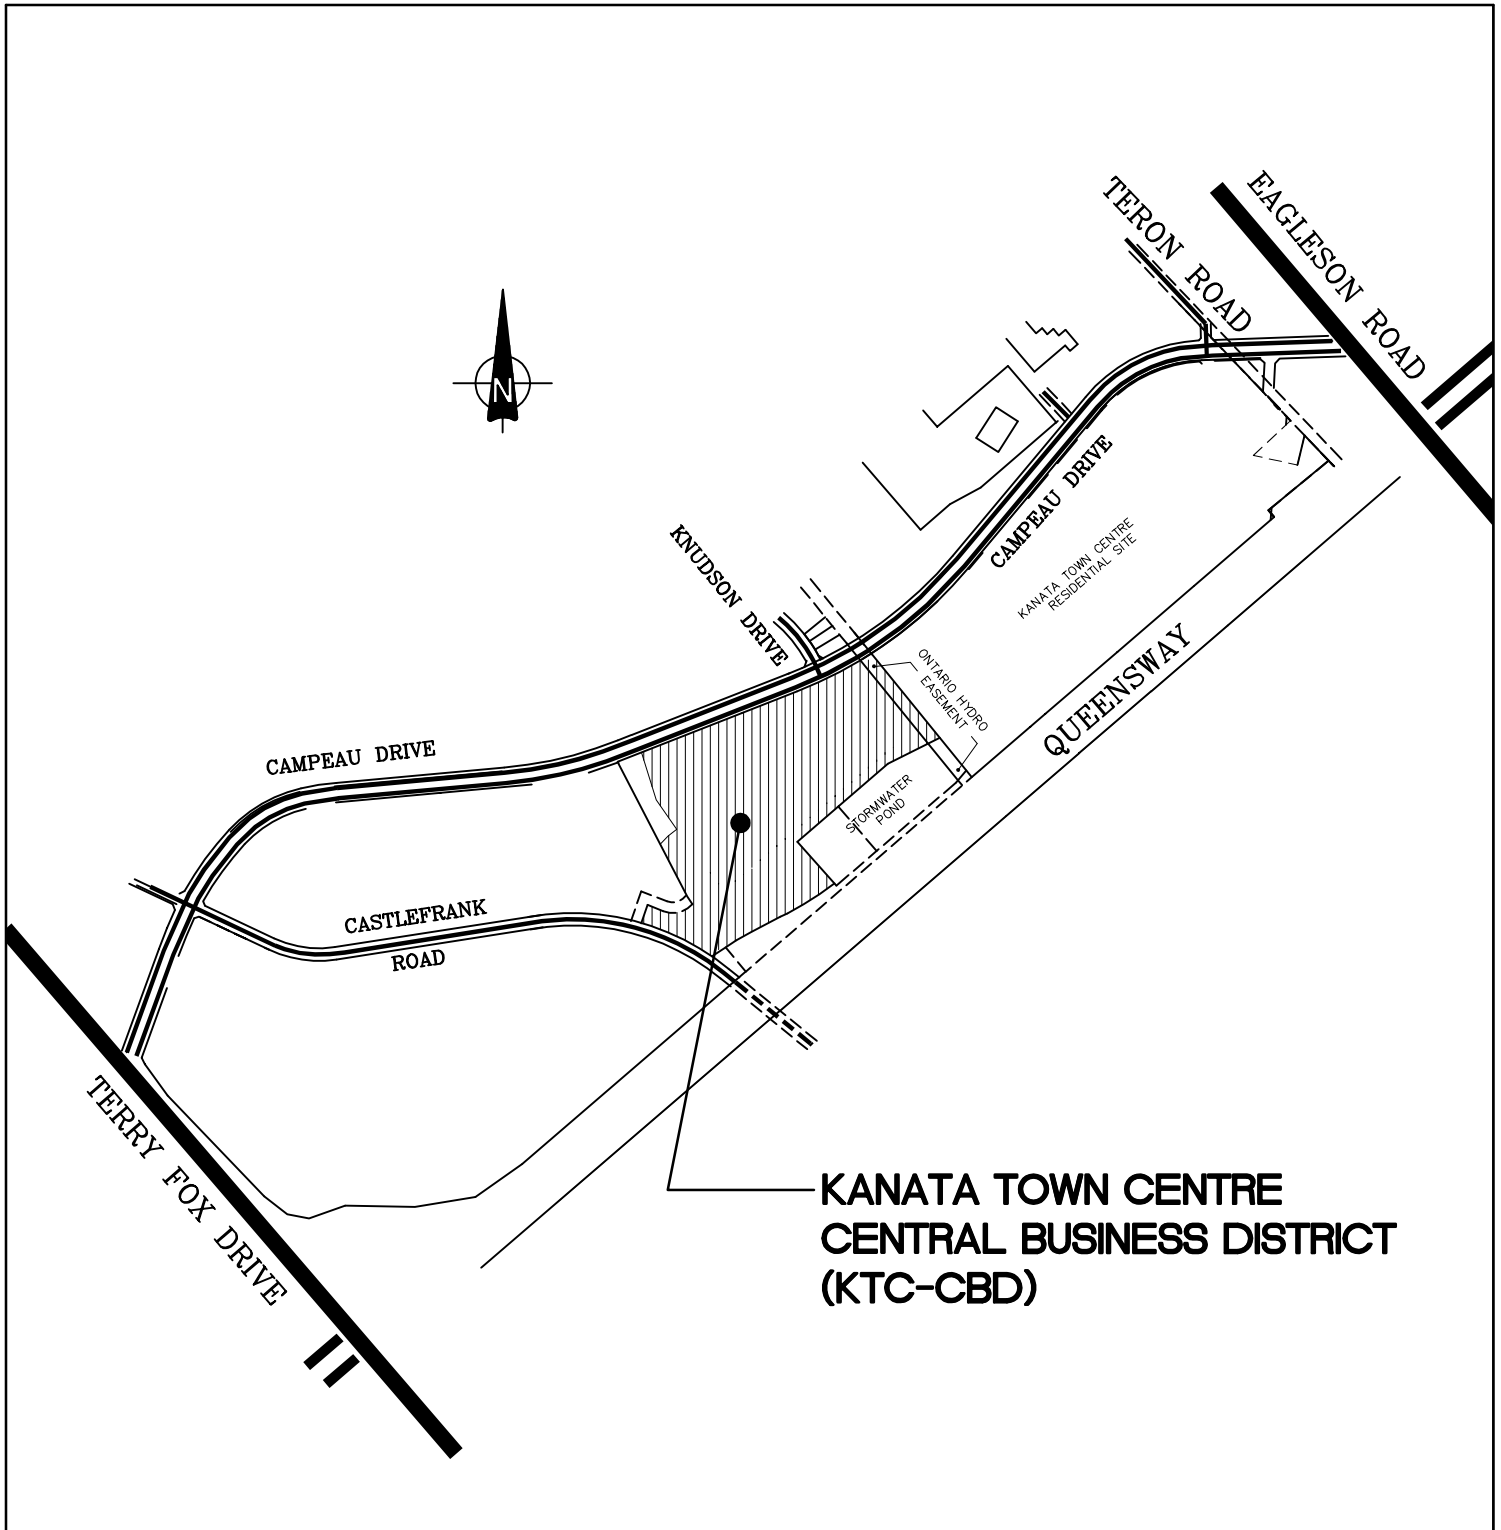 TERON ROAD
EAGLESON ROAD
N
CAMPEAU DRIVE
KNUDSON DRIVE
KANATA TOWN CENTRE
RESIDENTIAL SITE
ONTARIO HYDRO
EASEMENT
QUEENSWAY
CAMPEAU DRIVE
STORMWATER
POND
CASTLEFRANK
ROAD
TERRY FOX DRIVE
KANATA TOWN CENTRE
CENTRAL BUSINESS DISTRICT
(KTC-CBD)